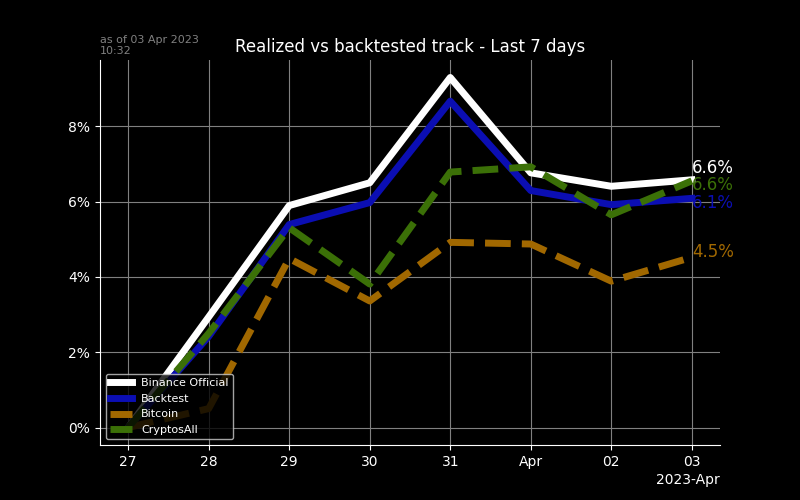 as of 03 Apr 2023
10:32
Realized vs backtested track - Last 7 days
8%
6%
4%
2%
0%
6.6%
6.6%
6.1%
4.5%
Binance Official
Backtest
Bitcoin
CryptosAll
27 28 29 30 31 Apr 02 03
2023-Apr